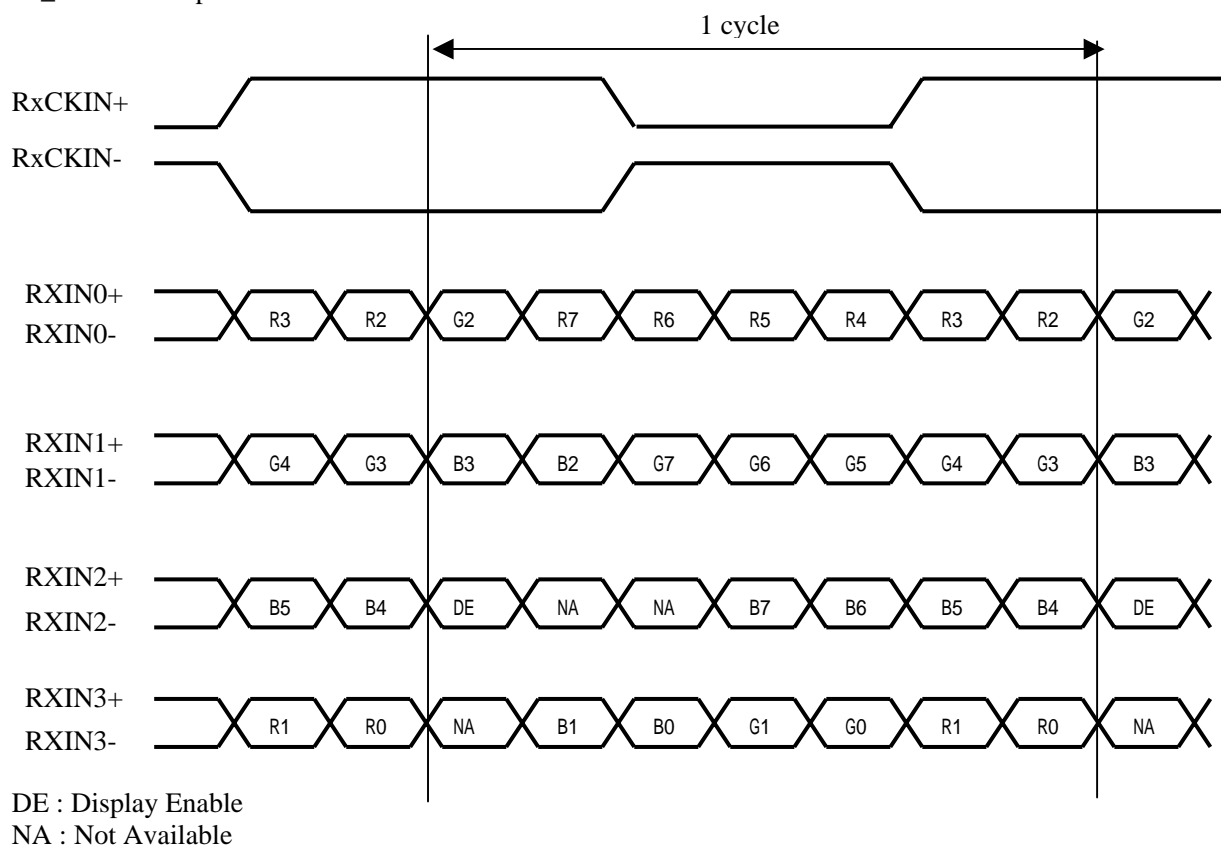 1 cycle
RxCKIN+
RxCKIN-
RXIN0+
RXIN0-
R3 R2 G2 R7 R6 R5 R4 R3 R2 G2
RXIN1+
RXIN1-
G4 G3 B3 B2 G7 G6 G5 G4 G3 B3
RXIN2+
RXIN2-
B5 B4 DE NA NA B7 B6 B5 B4 DE
RXIN3+
RXIN3-
R1 R0 NA B1 B0 G1 G0 R1 R0 NA
DE : Display Enable
NA : Not Available